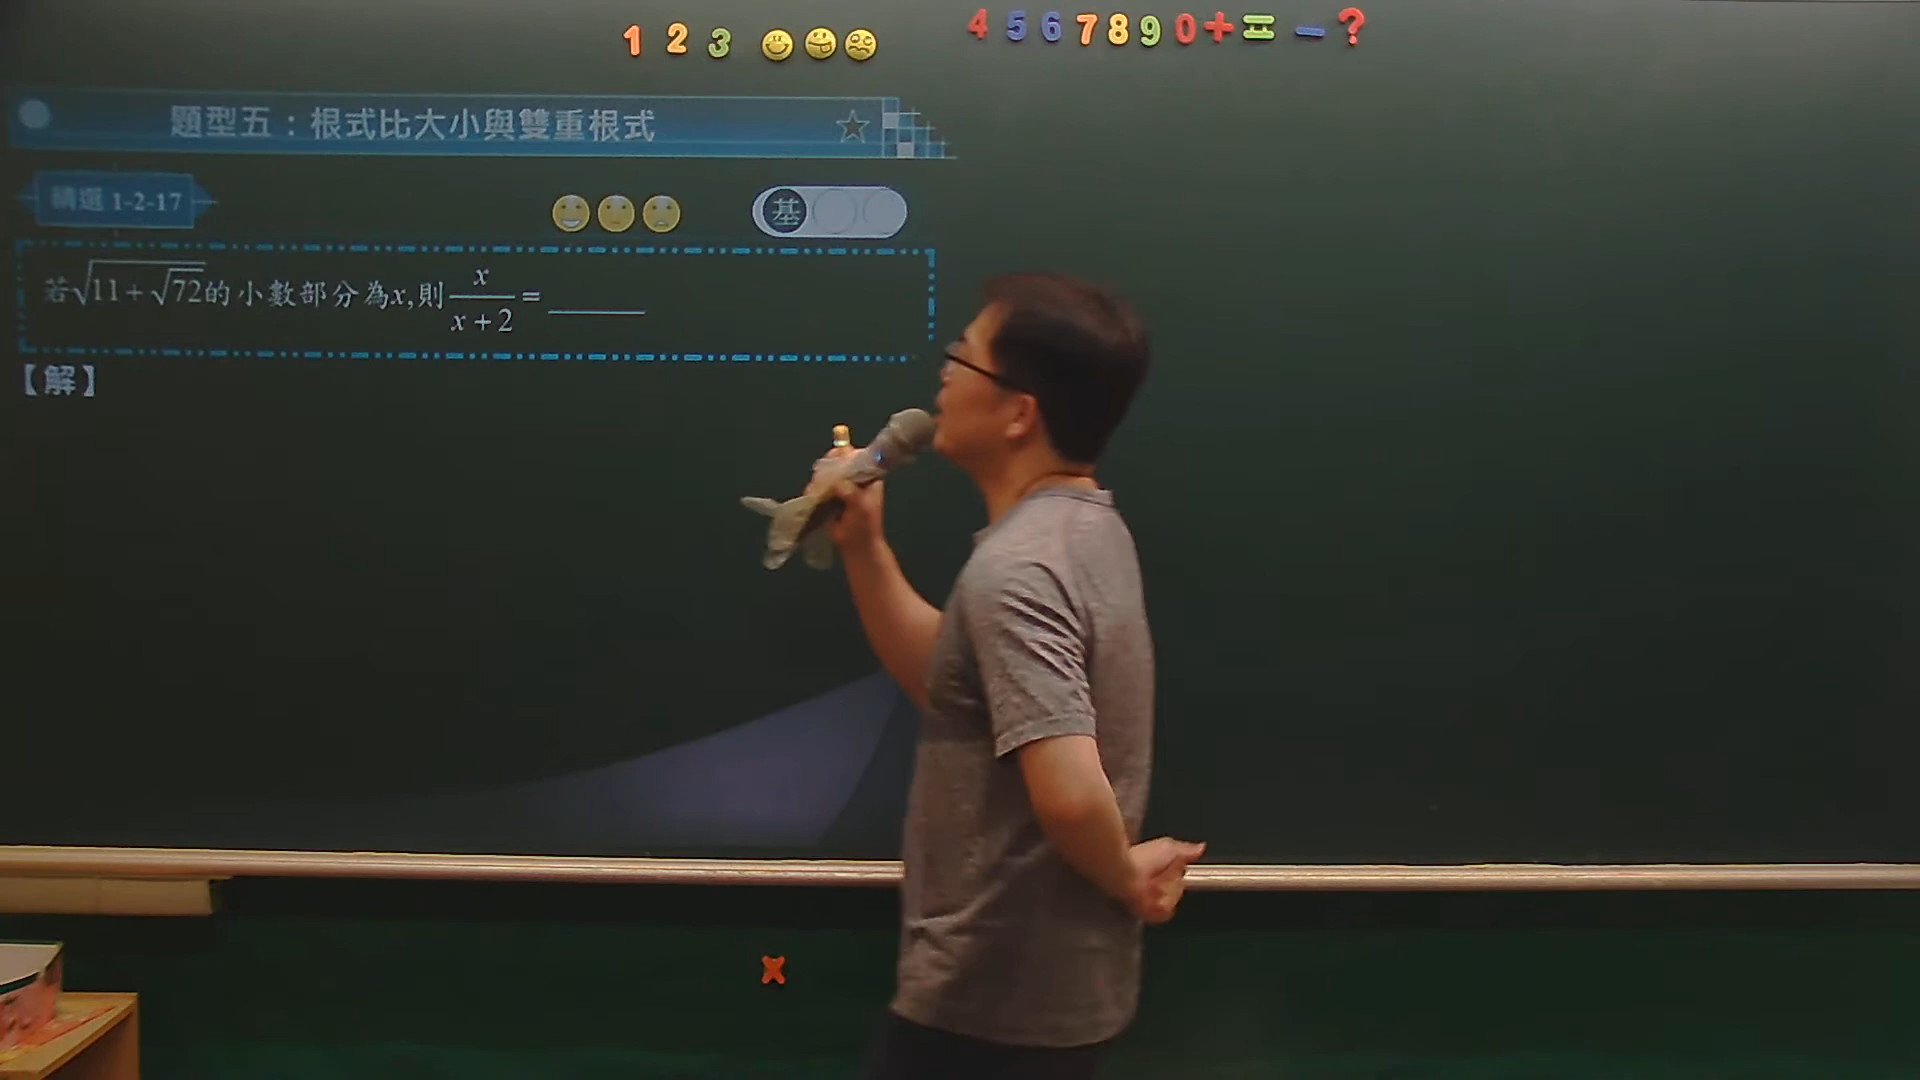 1 2 3 4 5 6 7 8 9 0 + = − ?
題型五：根式比大小與雙重根式
精選 1-2-17
基
若√(11+√72)的小數部分為x,則 x/(x+2) = ______
【解】
x